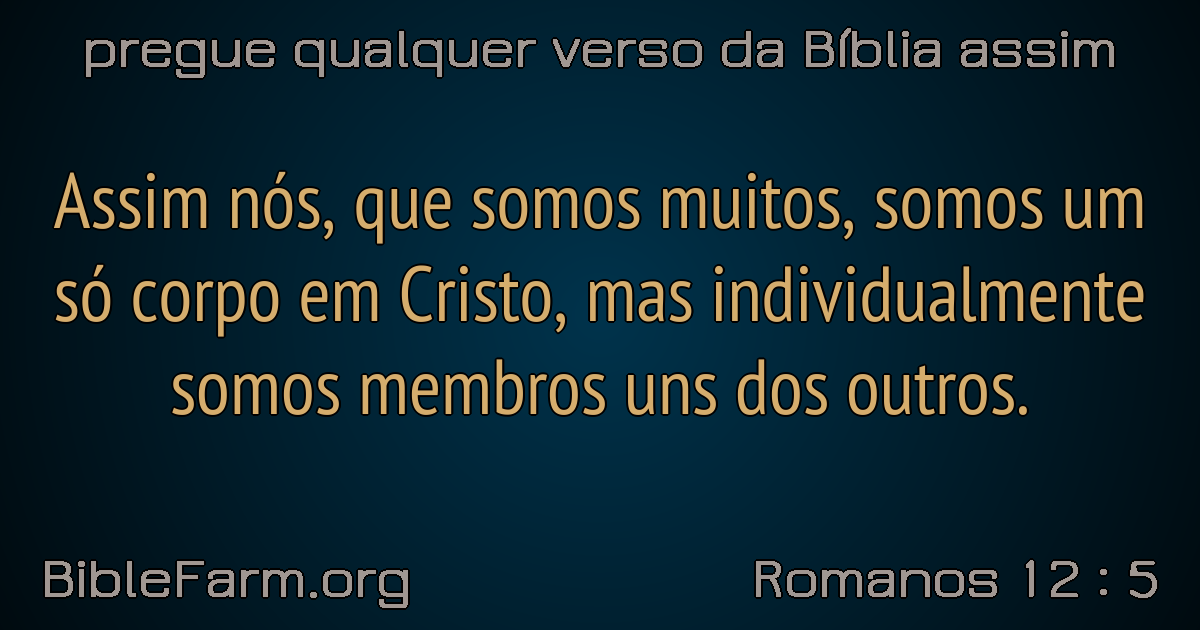 pregue qualquer verso da Bíblia assim
Assim nós, que somos muitos, somos um
só corpo em Cristo, mas individualmente
somos membros uns dos outros.
BibleFarm.org
Romanos 12 : 5